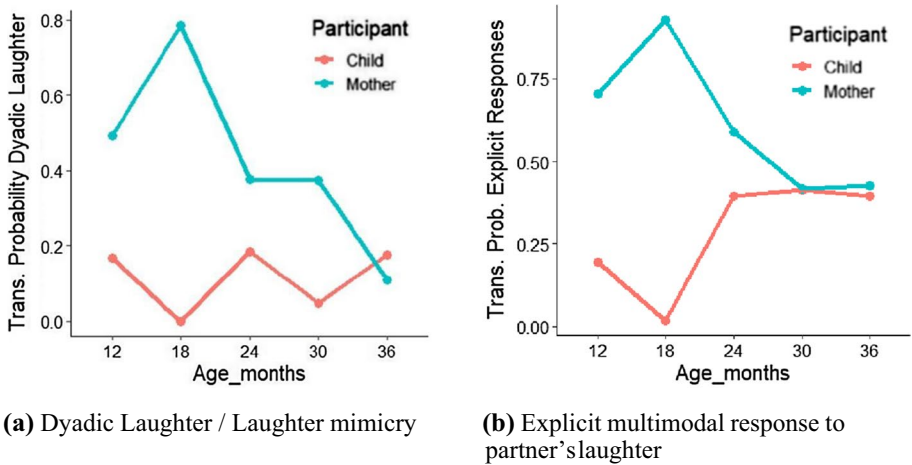 Trans. Probability Dyadic Laughter
0.8
0.6
0.4
0.2
0.0
12 18 24 30 36
Age_months
Participant
Child
Mother
(a) Dyadic Laughter / Laughter mimicry
Trans. Prob. Explicit Responses
0.75
0.50
0.25
0.00
12 18 24 30 36
Age_months
Participant
Child
Mother
(b) Explicit multimodal response to
partner'slaughter